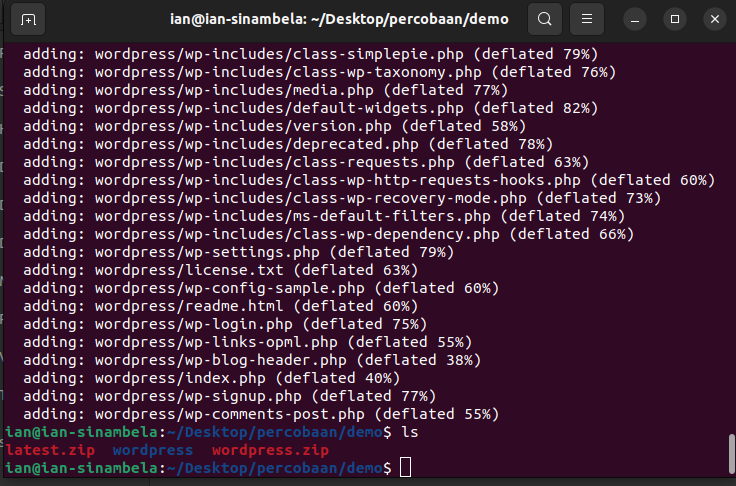 ian@ian-sinambela: ~/Desktop/percobaan/demo
adding: wordpress/wp-includes/class-simplepie.php (deflated 79%)
adding: wordpress/wp-includes/class-wp-taxonomy.php (deflated 76%)
adding: wordpress/wp-includes/media.php (deflated 77%)
adding: wordpress/wp-includes/default-widgets.php (deflated 82%)
adding: wordpress/wp-includes/version.php (deflated 58%)
adding: wordpress/wp-includes/deprecated.php (deflated 78%)
adding: wordpress/wp-includes/class-requests.php (deflated 63%)
adding: wordpress/wp-includes/class-wp-http-requests-hooks.php (deflated 60%)
adding: wordpress/wp-includes/class-wp-recovery-mode.php (deflated 73%)
adding: wordpress/wp-includes/ms-default-filters.php (deflated 74%)
adding: wordpress/wp-includes/class-wp-dependency.php (deflated 66%)
adding: wordpress/wp-settings.php (deflated 79%)
adding: wordpress/license.txt (deflated 63%)
adding: wordpress/wp-config-sample.php (deflated 60%)
adding: wordpress/readme.html (deflated 60%)
adding: wordpress/wp-login.php (deflated 75%)
adding: wordpress/wp-links-opml.php (deflated 55%)
adding: wordpress/wp-blog-header.php (deflated 38%)
adding: wordpress/index.php (deflated 40%)
adding: wordpress/wp-signup.php (deflated 77%)
adding: wordpress/wp-comments-post.php (deflated 55%)
ian@ian-sinambela:~/Desktop/percobaan/demo$ ls
latest.zip wordpress wordpress.zip
ian@ian-sinambela:~/Desktop/percobaan/demo$